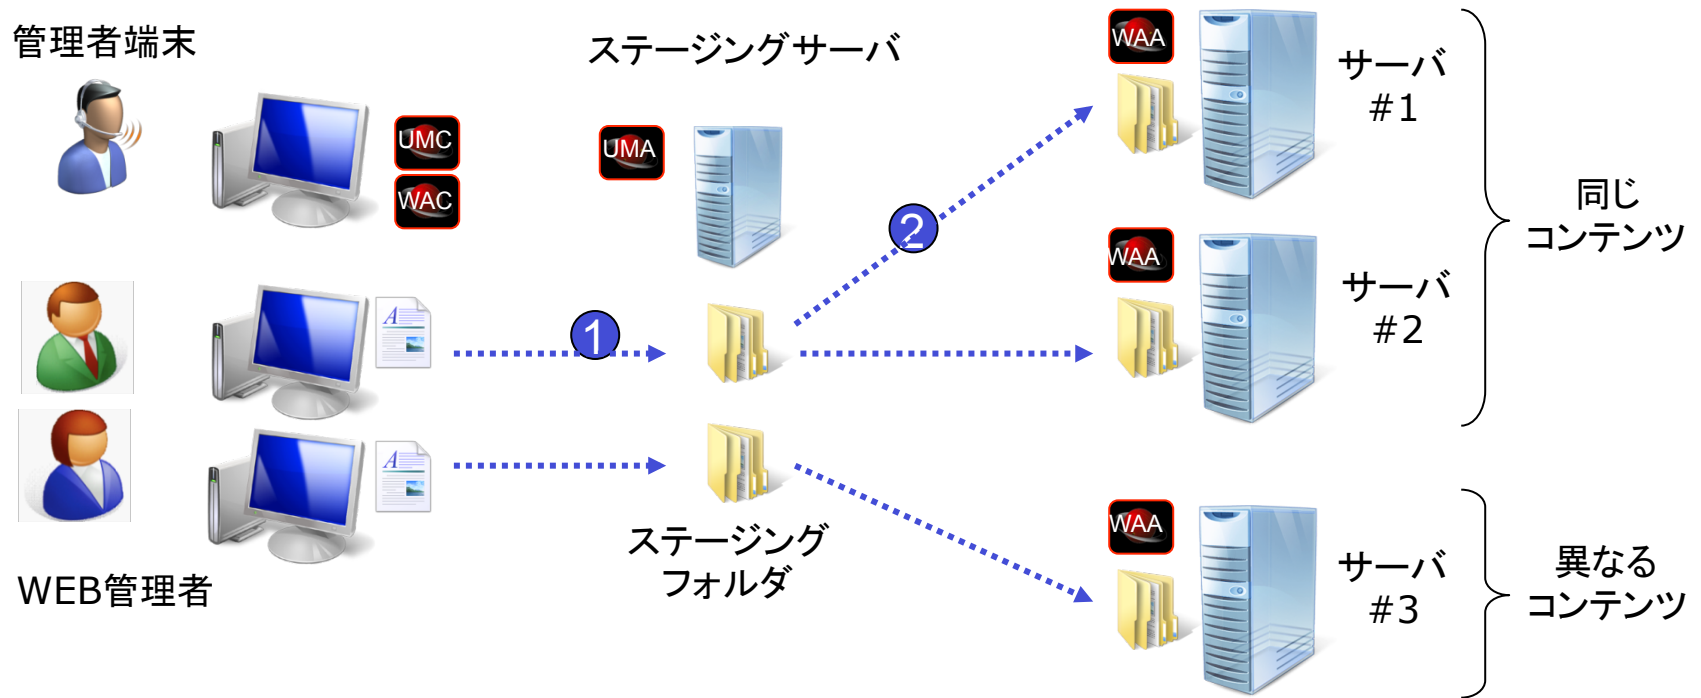 管理者端末
ステージングサーバ
UMC
WAC
UMA
WAA
サーバ
#1
同じ
コンテンツ
2
WAA
サーバ
#2
1
ステージング
フォルダ
WEB管理者
WAA
サーバ
#3
異なる
コンテンツ